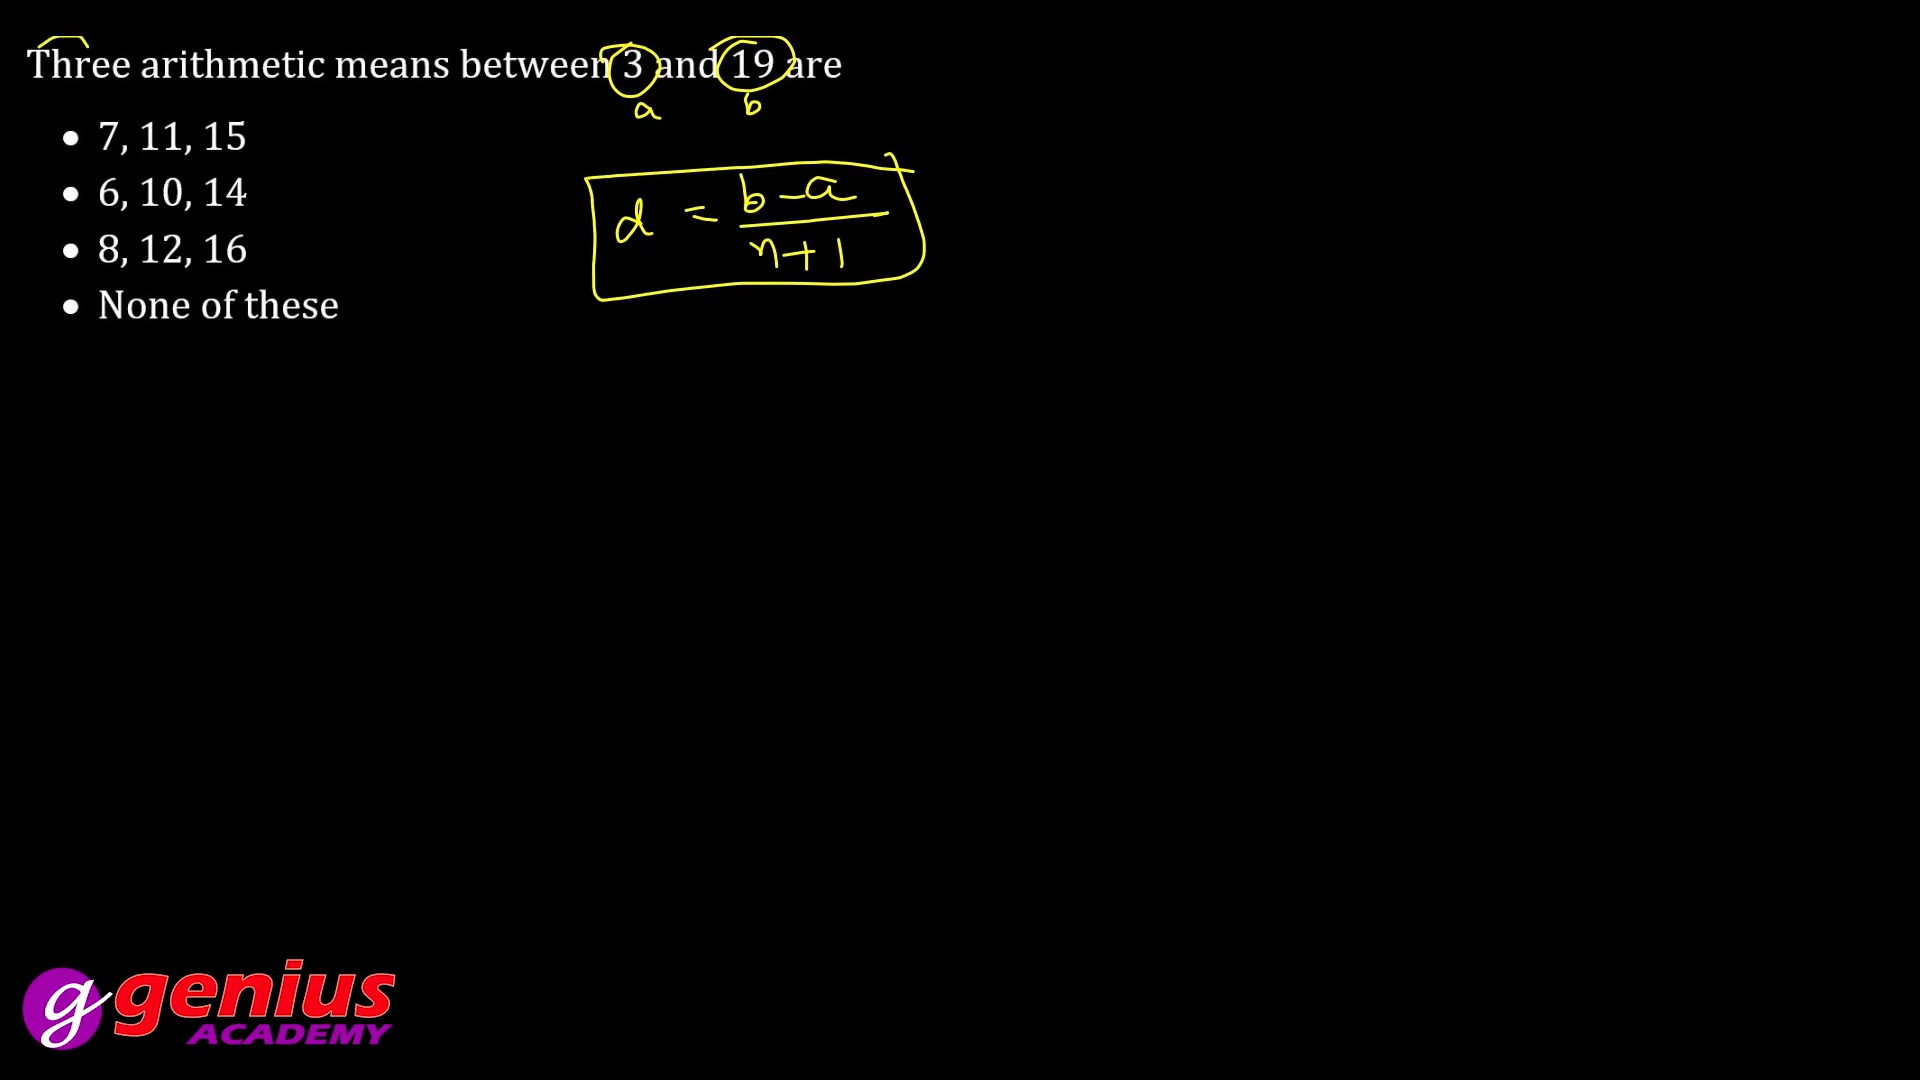 Three arithmetic means between 3 and 19 are
a b
• 7, 11, 15
• 6, 10, 14
• 8, 12, 16
• None of these
d = b-a
n+1
g genius
ACADEMY